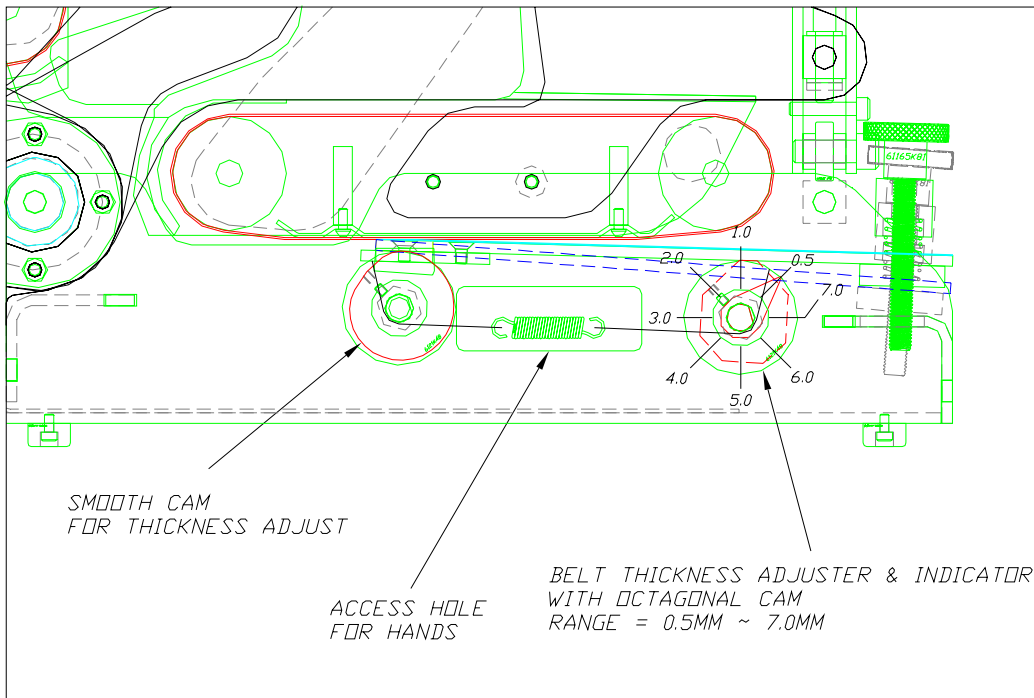 61165K81
1.0
2.0
0.5
3.0
7.0
4.0
6.0
5.0
SMOOTH CAM
FOR THICKNESS ADJUST
ACCESS HOLE
FOR HANDS
BELT THICKNESS ADJUSTER & INDICATOR
WITH OCTAGONAL CAM
RANGE = 0.5MM ~ 7.0MM